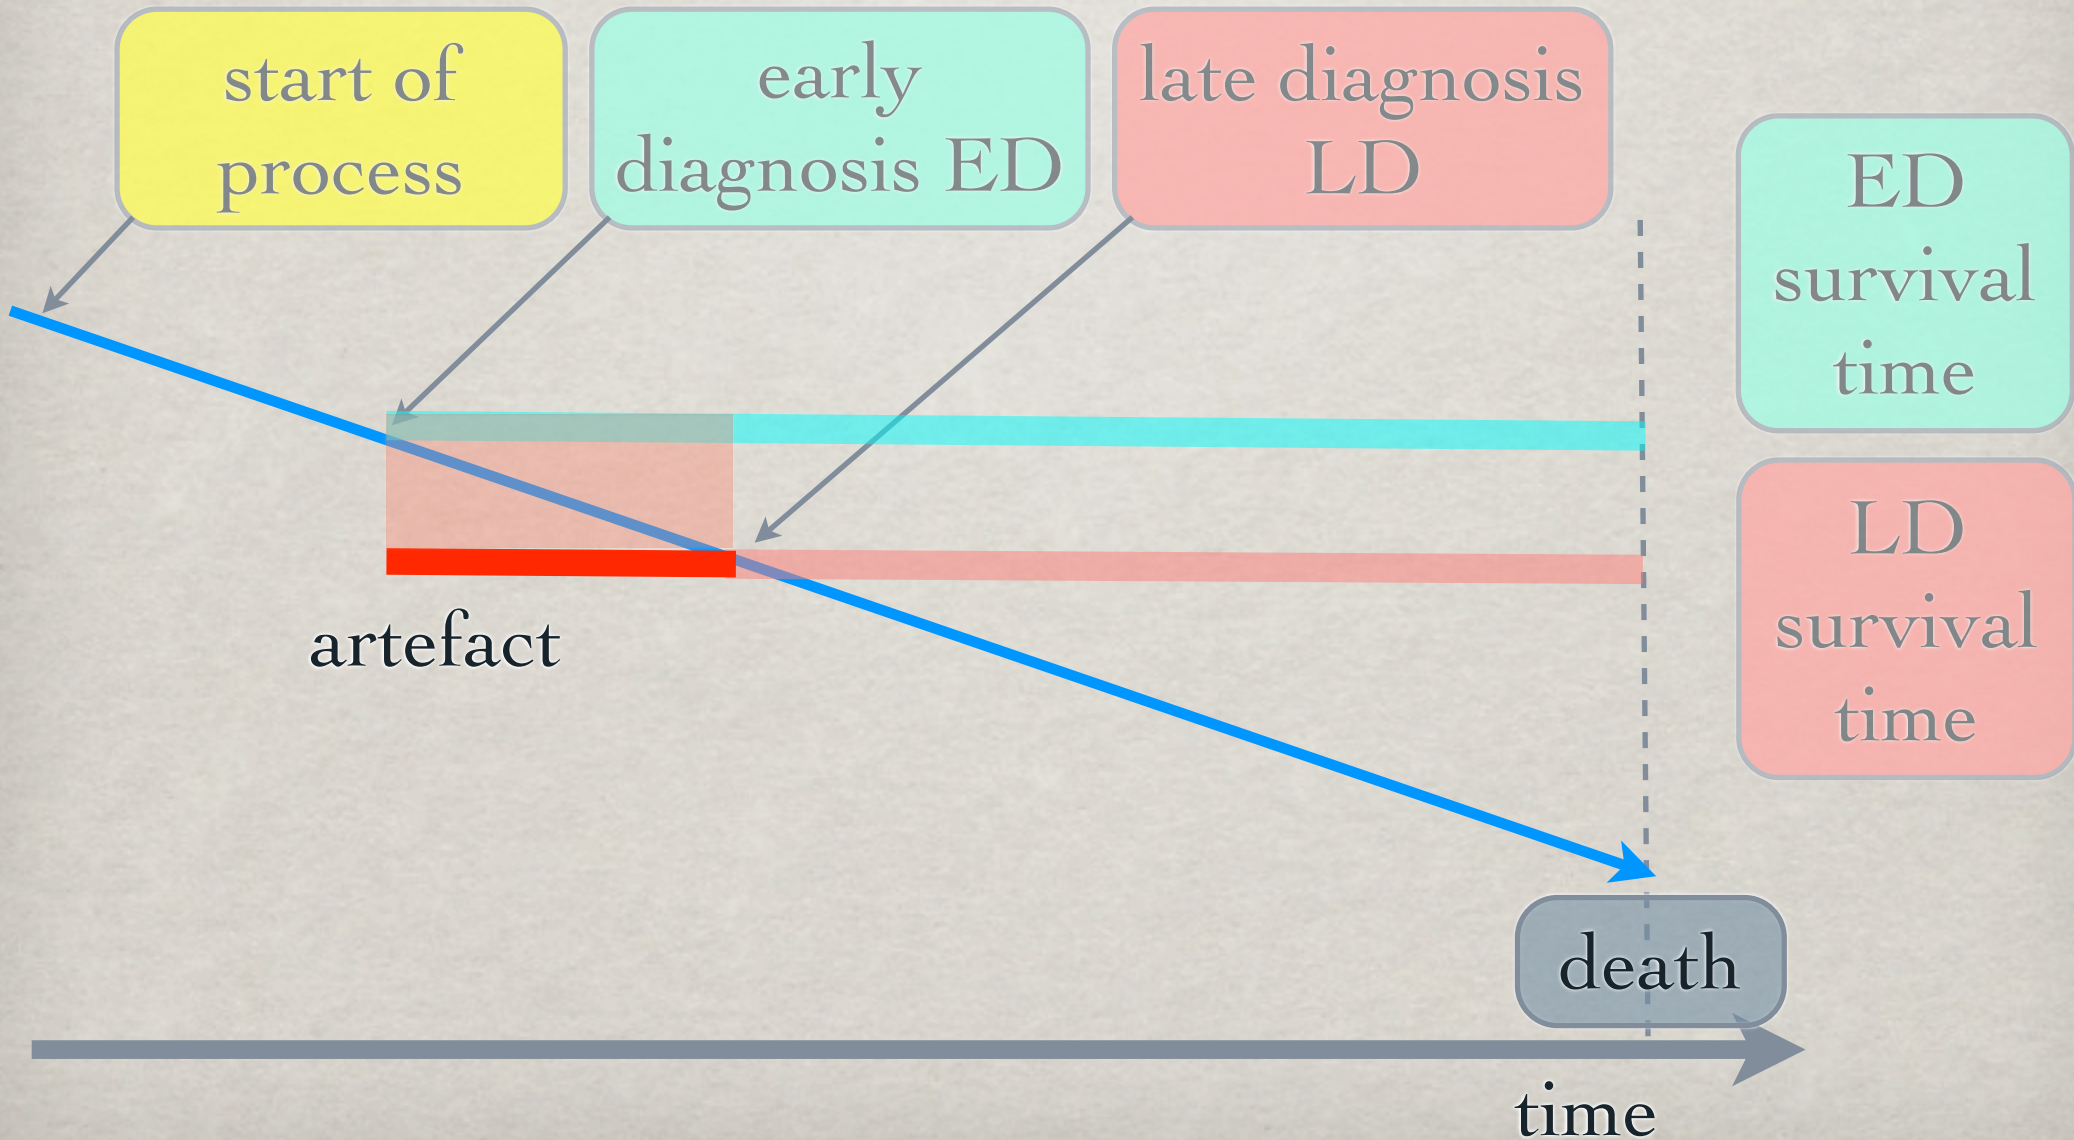 start of
process
early
diagnosis ED
late diagnosis
LD
ED
survival
time
LD
survival
time
artefact
death
time